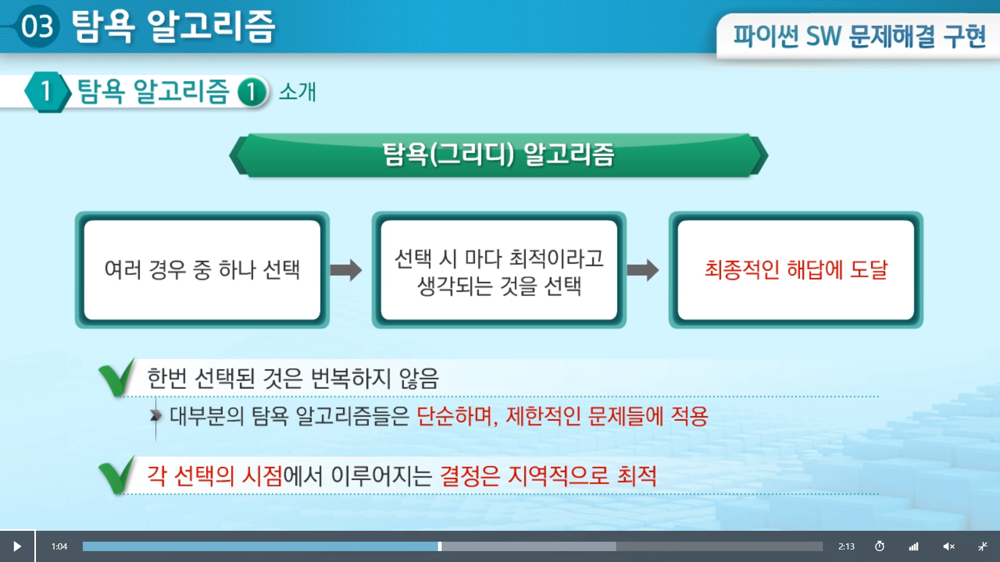 03 탐욕 알고리즘
파이썬 SW 문제해결 구현
1 탐욕 알고리즘 1 소개
탐욕(그리디) 알고리즘
여러 경우 중 하나 선택
선택 시 마다 최적이라고
생각되는 것을 선택
최종적인 해답에 도달
한번 선택된 것은 번복하지 않음
대부분의 탐욕 알고리즘들은 단순하며, 제한적인 문제들에 적용
각 선택의 시점에서 이루어지는 결정은 지역적으로 최적
1:04
2:13